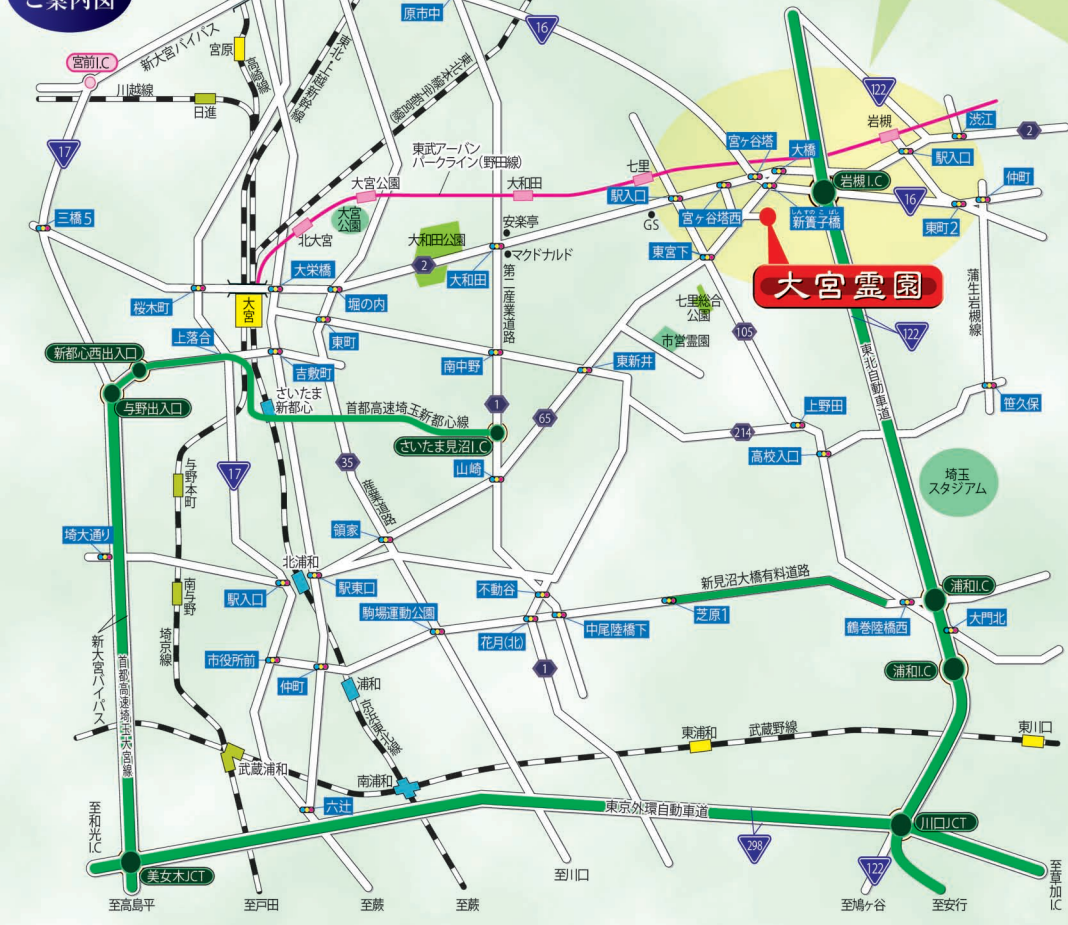 ご案内図
原市中
16
新大宮バイパス
宮原
高崎線
東北・上越新幹線
東北本線(宇都宮線)
宮前I.C
川越線
日進
122
渋江
2
岩槻
駅入口
宮ヶ谷塔
大橋
17
東武アーバン
パークライン(野田線)
七里
岩槻I.C
仲町
大宮公園
大和田
駅入口
16
三橋5
大宮
公園
安楽亭
GS
宮ヶ谷塔西
新簀子橋
しんすのこばし
東町2
北大宮
大和田公園
マクドナルド
東宮下
2
大栄橋
大和田
第二産業道路
大宮霊園
蒲生岩槻線
桜木町
大宮
堀の内
七里総合
公園
上落合
東町
105
122
市営霊園
新都心西出入口
吉敷町
南中野
東新井
東北自動車道
与野出入口
さいたま
新都心
首都高速埼玉新都心線
1
65
上野田
笹久保
さいたま見沼I.C
214
35
高校入口
17
山崎
与野本町
産業道路
埼玉
スタジアム
埼大通り
領家
北浦和
新見沼大橋有料道路
浦和I.C
駅入口
駅東口
不動谷
南与野
駒場運動公園
芝原1
花月(北)
中尾陸橋下
鶴巻陸橋西
大門北
埼京線
新大宮バイパス
首都高速埼玉大宮線
市役所前
仲町
1
浦和I.C
浦和
京浜東北線
東浦和
武蔵野線
東川口
武蔵浦和
南浦和
六辻
東京外環自動車道
至和光I.C
298
川口JCT
美女木JCT
122
至川口
至草加I.C
至高島平
至戸田
至蕨
至蕨
至鳩ヶ谷
至安行